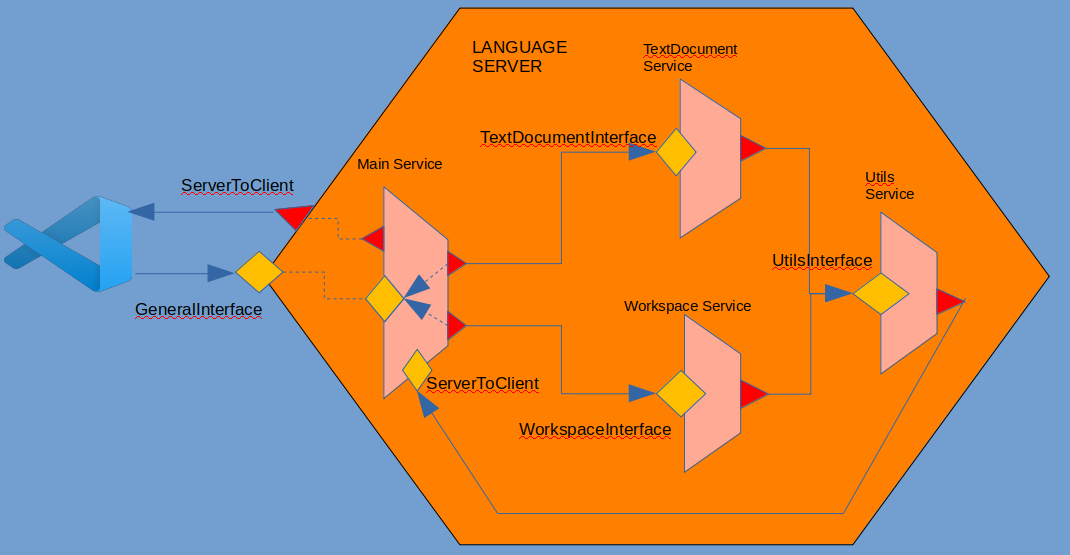 LANGUAGE
SERVER
TextDocument
Service
TextDocumentInterface
Main Service
ServerToClient
Utils
Service
UtilsInterface
GeneralInterface
Workspace Service
ServerToClient
WorkspaceInterface